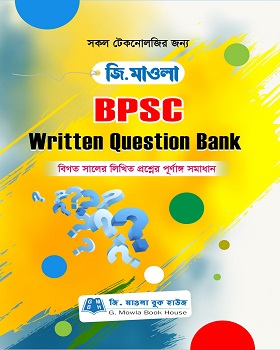 সকল টেকনোলজির জন্য
জি.মাওলা
BPSC
Written Question Bank
বিগত সালের লিখিত প্রশ্নের পূর্ণাঙ্গ সমাধান
জি. মাওলা বুক হাউজ
G. Mowla Book House